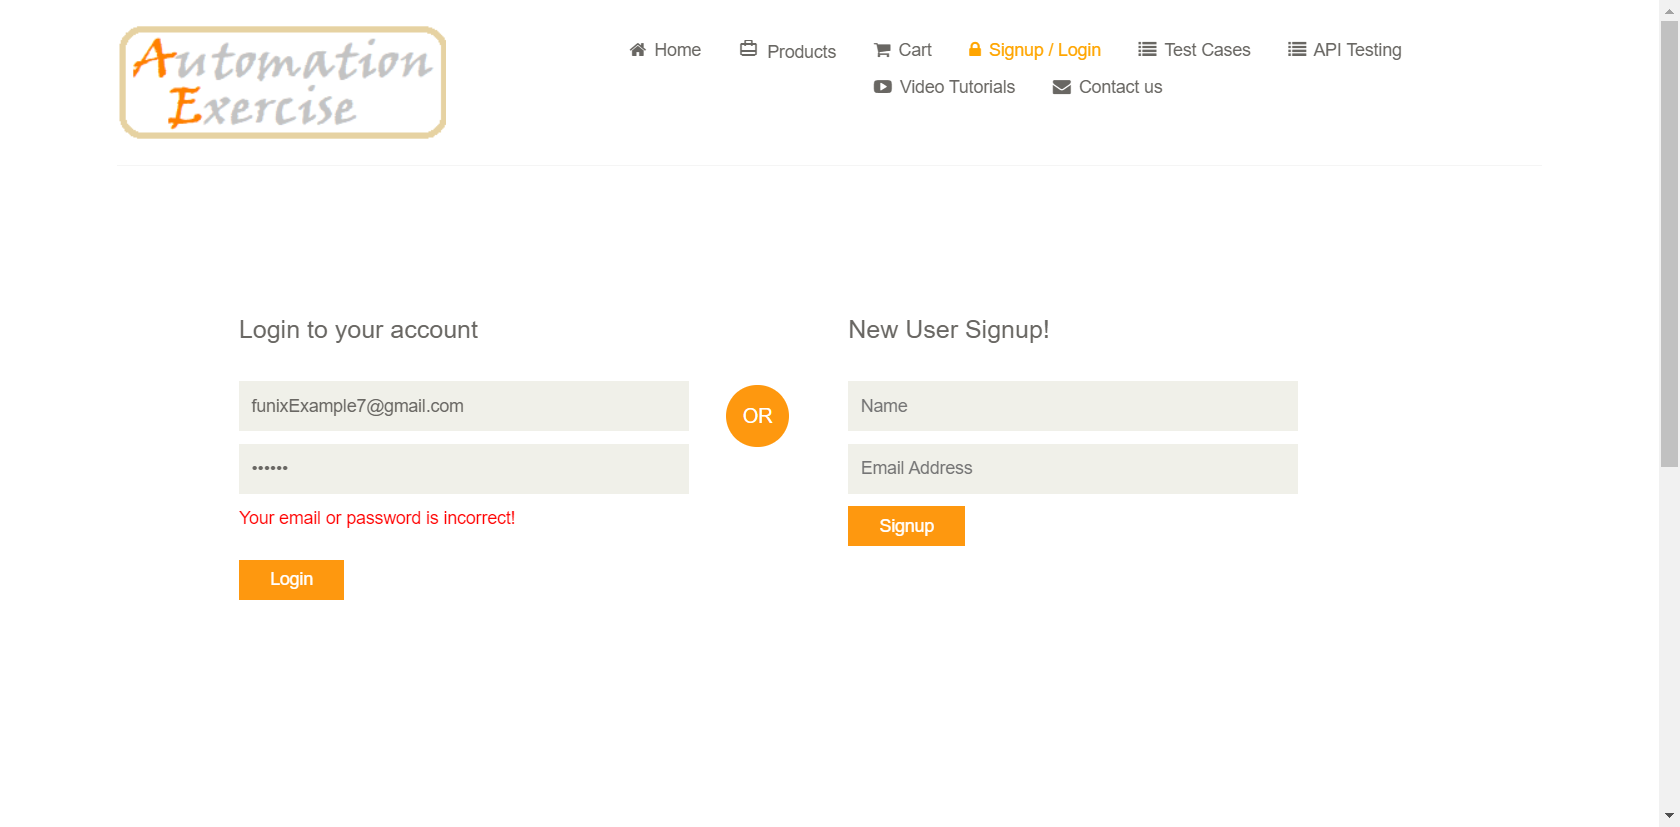 Automation
Exercise
Home Products Cart Signup / Login Test Cases API Testing
Video Tutorials Contact us
Login to your account
funixExample7@gmail.com
••••••
Your email or password is incorrect!
Login
OR
New User Signup!
Name
Email Address
Signup